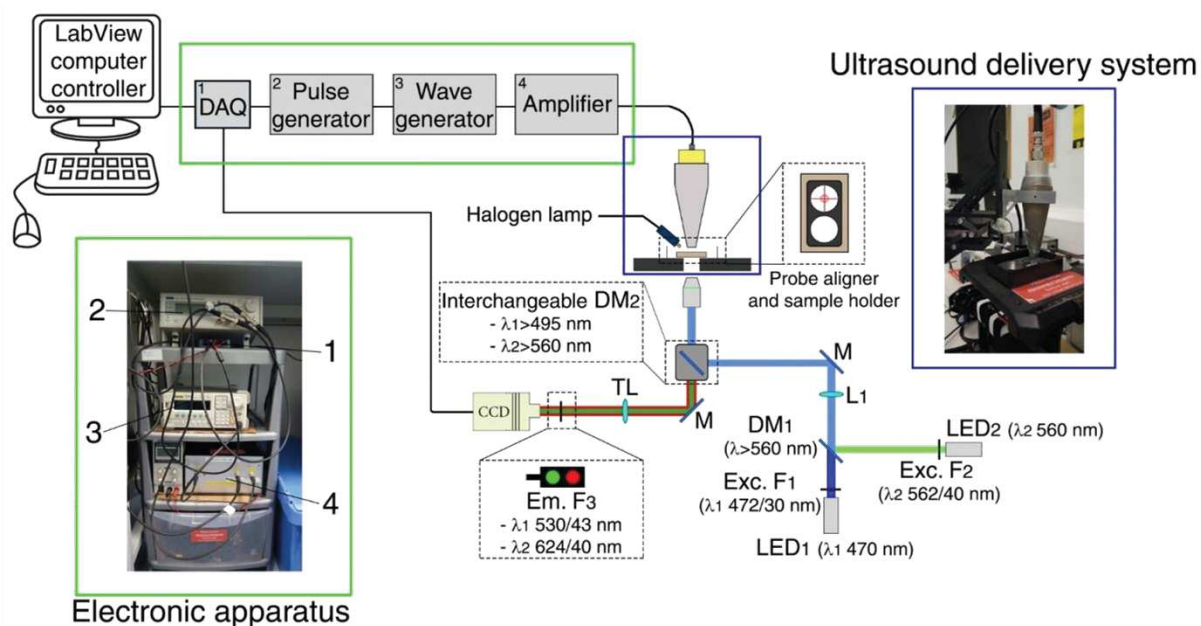 LabView
computer
controller
1
DAQ
2
Pulse
generator
3
Wave
generator
4
Amplifier
Ultrasound delivery system
Halogen lamp
Probe aligner
and sample holder
Interchangeable DM2
- λ1>495 nm
- λ2>560 nm
M
L1
TL
CCD
M
DM1
(λ>560 nm)
LED2 (λ2 560 nm)
Exc. F2
(λ2 562/40 nm)
Exc. F1
(λ1 472/30 nm)
LED1 (λ1 470 nm)
Em. F3
- λ1 530/43 nm
- λ2 624/40 nm
2
1
3
4
Electronic apparatus